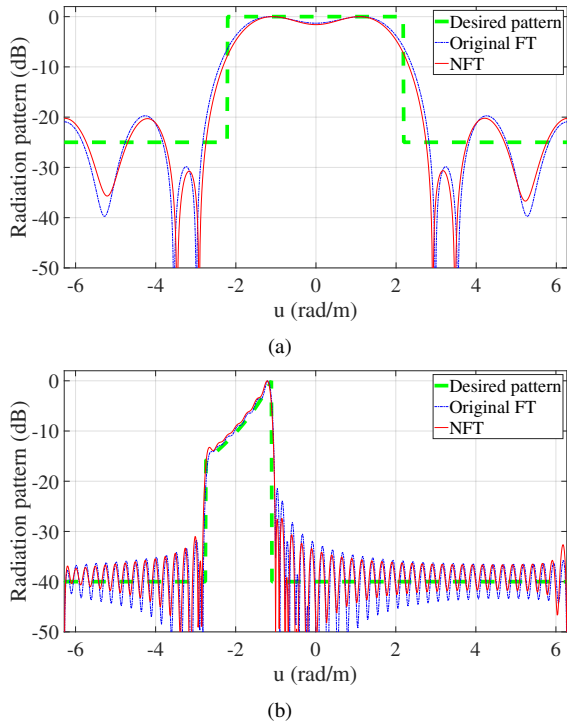 0
-10
-20
-30
-40
-50
Radiation pattern (dB)
Desired pattern
Original FT
NFT
-6
-4
-2
0
2
4
6
u (rad/m)
(a)
0
-10
-20
-30
-40
-50
Radiation pattern (dB)
Desired pattern
Original FT
NFT
-6
-4
-2
0
2
4
6
u (rad/m)
(b)